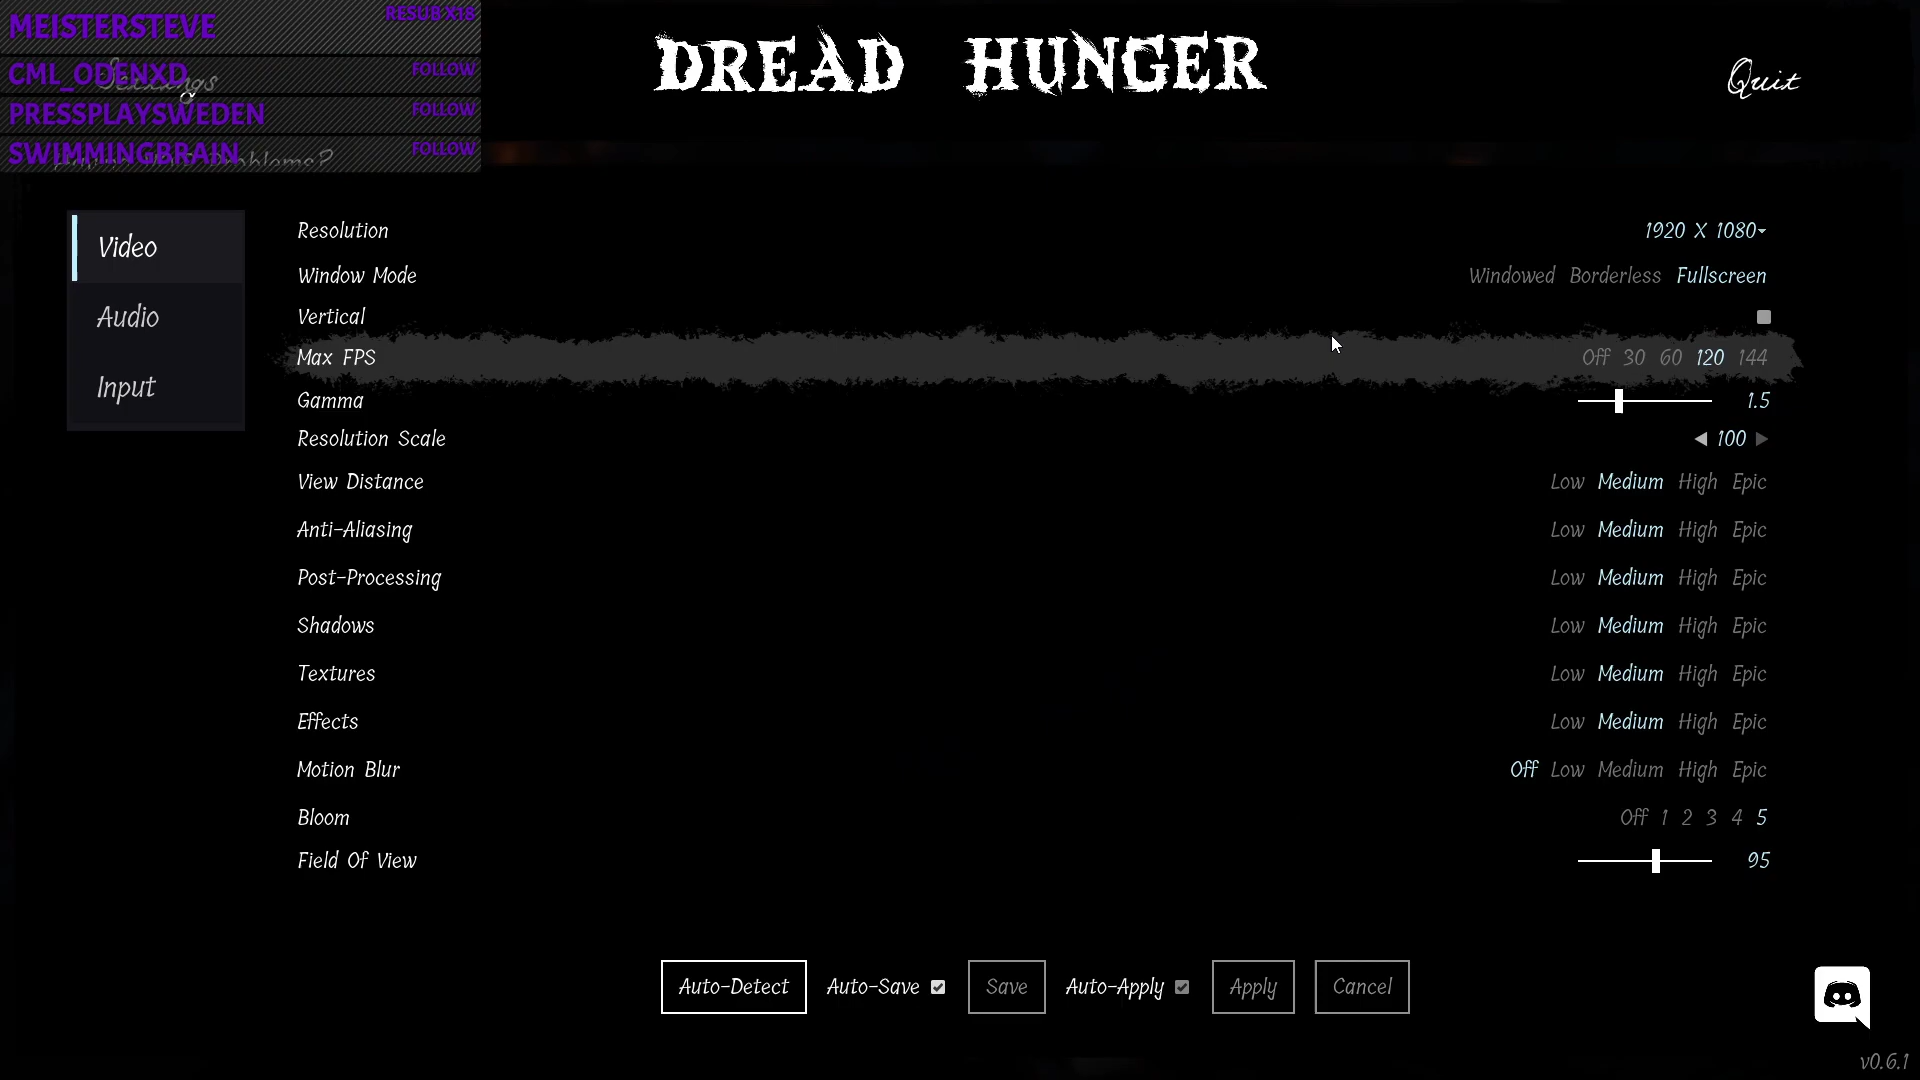 MEISTERSTEVE RESUB X18
CML_ODENXD FOLLOW
Settings
PRESSPLAYSWEDEN FOLLOW
SWIMMINGBRAIN FOLLOW
Problems?
DREAD HUNGER
Quit
Video
Audio
Input
Resolution 1920 X 1080
Window Mode Windowed Borderless Fullscreen
Vertical
Max FPS Off 30 60 120 144
Gamma 1.5
Resolution Scale 100
View Distance Low Medium High Epic
Anti-Aliasing Low Medium High Epic
Post-Processing Low Medium High Epic
Shadows Low Medium High Epic
Textures Low Medium High Epic
Effects Low Medium High Epic
Motion Blur Off Low Medium High Epic
Bloom Off 1 2 3 4 5
Field Of View 95
Auto-Detect Auto-Save Save Auto-Apply Apply Cancel
v0.6.1